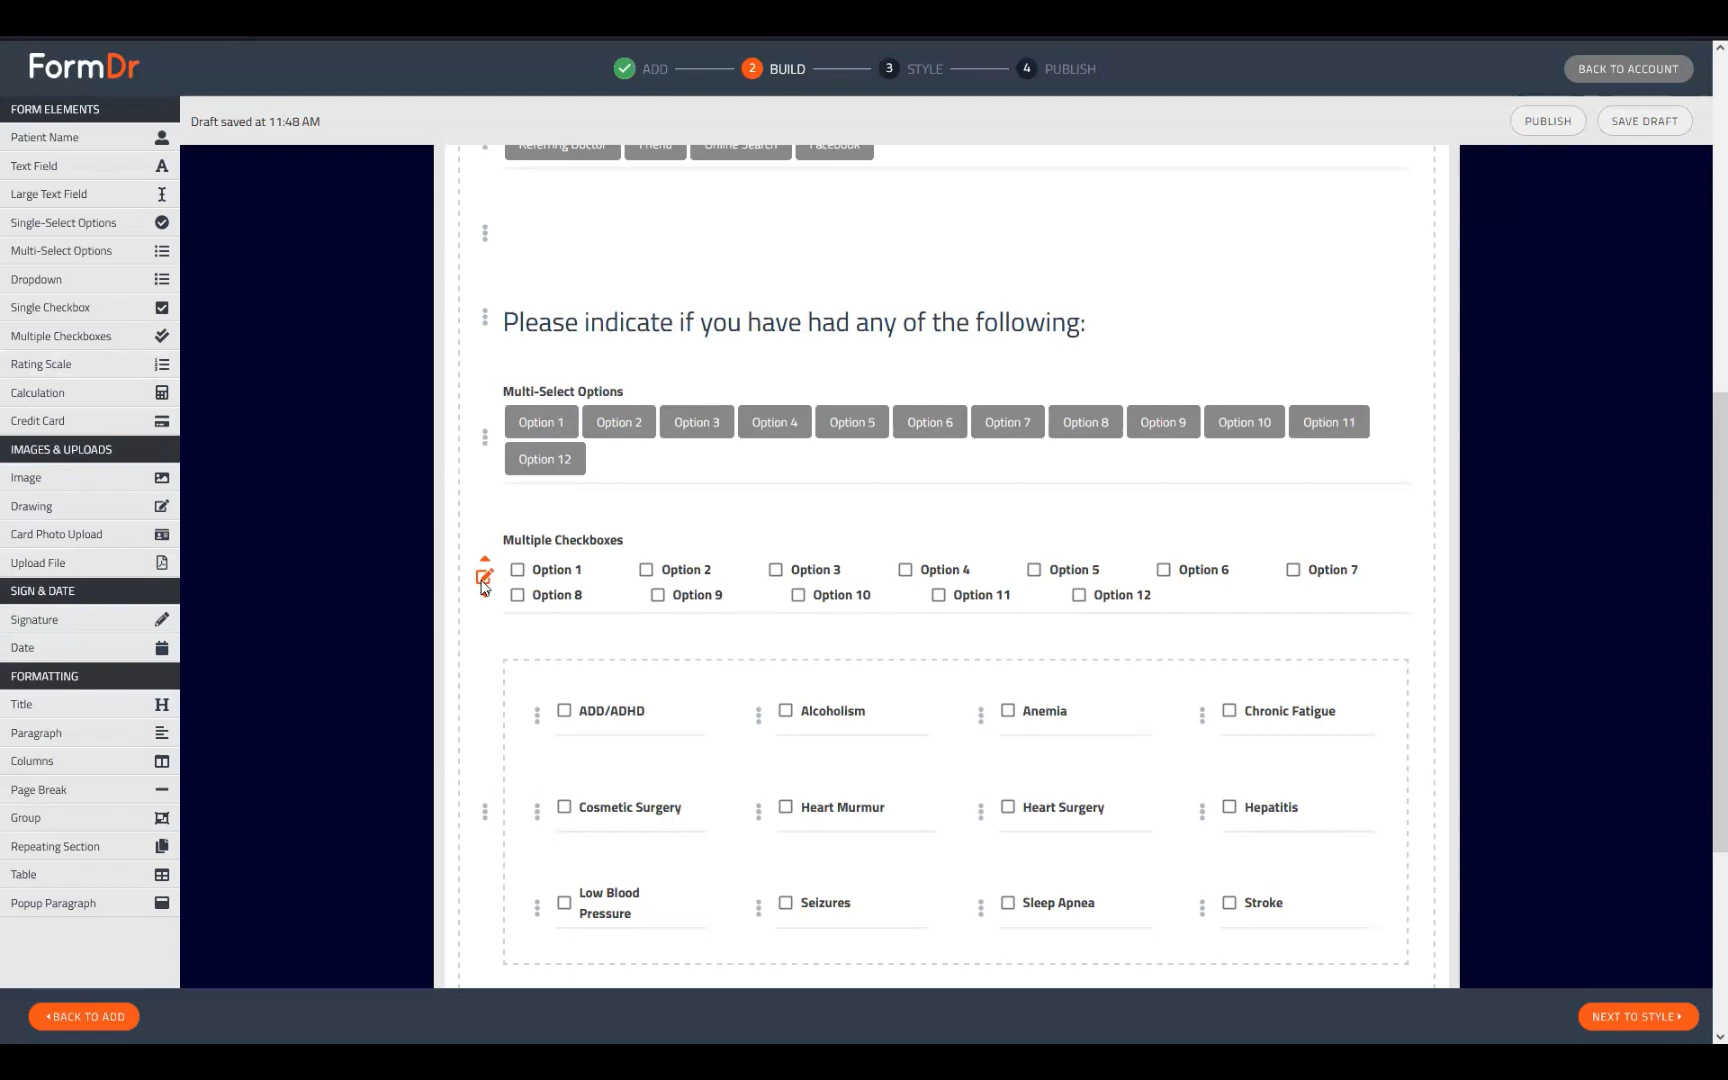 FormDr
ADD
2 BUILD
3 STYLE
4 PUBLISH
BACK TO ACCOUNT
FORM ELEMENTS
Draft saved at 11:48 AM
PUBLISH
SAVE DRAFT
Patient Name
Text Field
Large Text Field
Single-Select Options
Multi-Select Options
Dropdown
Single Checkbox
Multiple Checkboxes
Rating Scale
Calculation
Credit Card
IMAGES & UPLOADS
Image
Drawing
Card Photo Upload
Upload File
SIGN & DATE
Signature
Date
FORMATTING
Title
Paragraph
Columns
Page Break
Group
Repeating Section
Table
Popup Paragraph
Referring Doctor Friend Online Search Facebook
Please indicate if you have had any of the following:
Multi-Select Options
Option 1 Option 2 Option 3 Option 4 Option 5 Option 6 Option 7 Option 8 Option 9 Option 10 Option 11
Option 12
Multiple Checkboxes
Option 1 Option 2 Option 3 Option 4 Option 5 Option 6 Option 7
Option 8 Option 9 Option 10 Option 11 Option 12
ADD/ADHD Alcoholism Anemia Chronic Fatigue
Cosmetic Surgery Heart Murmur Heart Surgery Hepatitis
Low Blood
Pressure Seizures Sleep Apnea Stroke
BACK TO ADD
NEXT TO STYLE